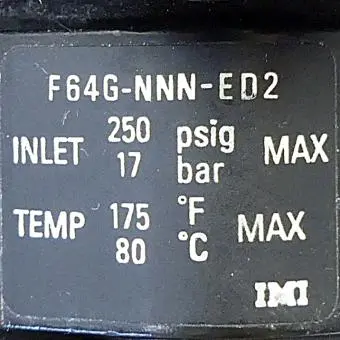 F64G-NNN-ED2
INLET 250 psig MAX
17 bar
TEMP 175 °F MAX
80 °C
IMI